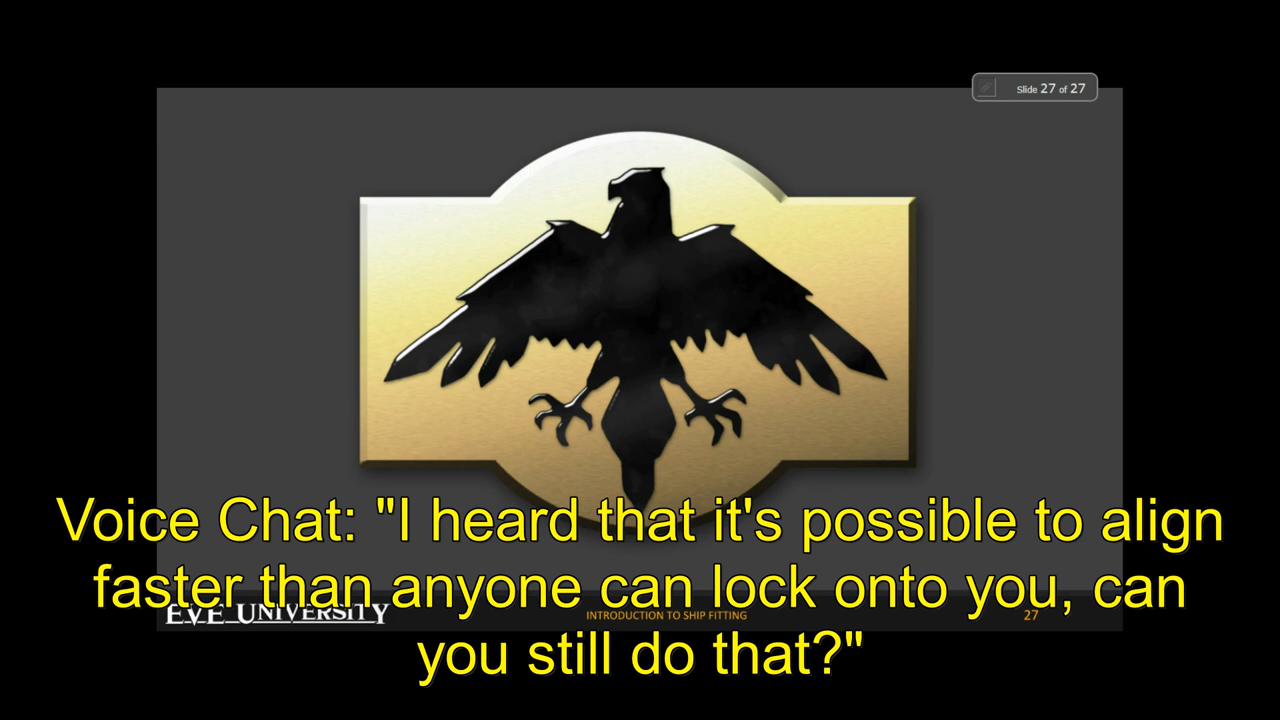 Slide 27 of 27
Voice Chat: "I heard that it's possible to align
faster than anyone can lock onto you, can
EVE UNIVERSITY
INTRODUCTION TO SHIP FITTING
27
you still do that?"